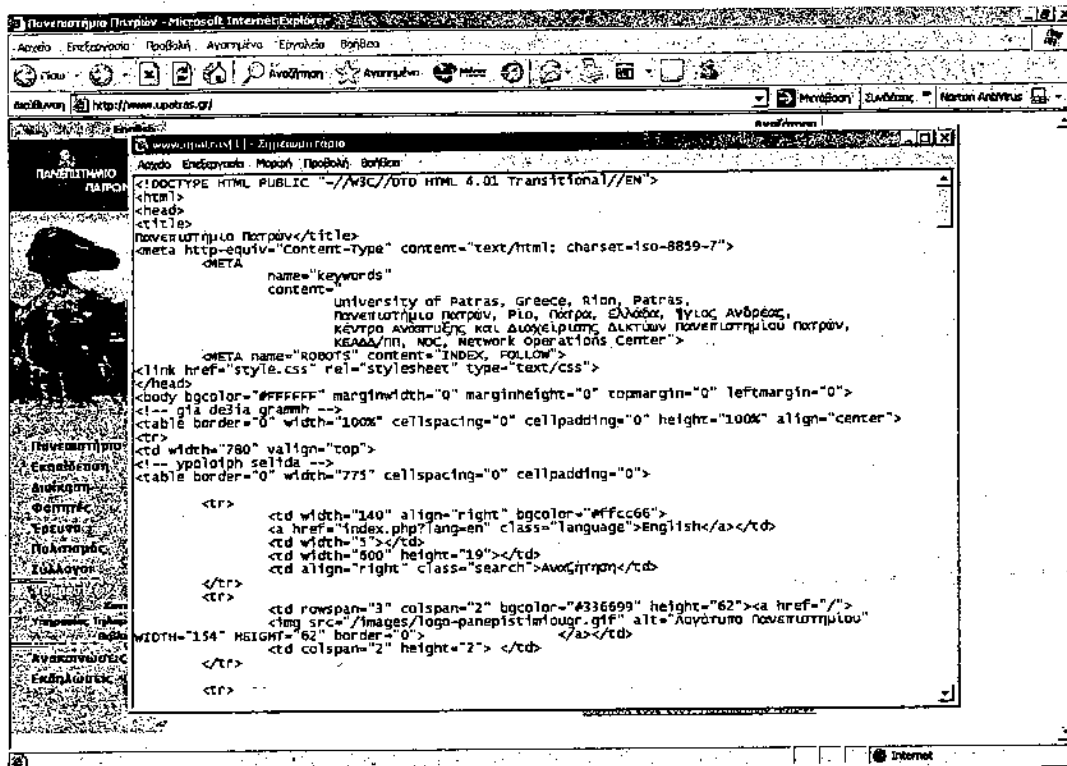 Πανεπιστήμιο Πατρών - Microsoft Internet Explorer
Αρχείο Επεξεργασία Προβολή Αγαπημένα Εργαλεία Βοήθεια
Πίσω Αναζήτηση Αγαπημένα Μέσα
Διεύθυνση http://www.upatras.gr/ Μετάβαση Συνδέσεις Norton AntiVirus
Αναζήτηση
www.upatras[1] - Σημειωματάριο
Αρχείο Επεξεργασία Μορφή Προβολή Βοήθεια
ΠΑΝΕΠΙΣΤΗΜΙΟ
ΠΑΤΡΩΝ
<!DOCTYPE HTML PUBLIC "-//W3C//DTD HTML 4.01 Transitional//EN">
<html>
<head>
<title>
Πανεπιστήμιο Πατρών</title>
<meta http-equiv="Content-Type" content="text/html; charset=iso-8859-7">
<META
name="keywords"
content="
University of Patras, Greece, Rion, Patras,
Πανεπιστήμιο Πατρών, Ρίο, Πάτρα, Ελλάδα, Άγιος Ανδρέας,
Κέντρο Ανάπτυξης και Διαχείρισης Δικτύων Πανεπιστημίου Πατρών,
ΚΕΑΔΔ/ΠΠ, NOC, Network Operations Center">
<META name="ROBOTS" content="INDEX, FOLLOW">
<link href="style.css" rel="stylesheet" type="text/css">
</head>
<body bgcolor="#FFFFFF" marginwidth="0" marginheight="0" topmargin="0" leftmargin="0">
<!-- gia de3ia grammh -->
<table border="0" width="100%" cellspacing="0" cellpadding="0" height="100%" align="center">
<tr>
<td width="780" valign="top">
<!-- ypoloiph selida -->
<table border="0" width="775" cellspacing="0" cellpadding="0">
<tr>
<td width="140" align="right" bgcolor="#ffcc66">
<a href="index.php?lang=en" class="language">English</a></td>
<td width="5"></td>
<td width="600" height="19"></td>
<td align="right" class="search">Αναζήτηση</td>
</tr>
<tr>
<td rowspan="3" colspan="2" bgcolor="#336699" height="62"><a href="/">
<img src="/images/logo-panepistimiougr.gif" alt="Λογότυπο Πανεπιστημίου"
WIDTH="154" HEIGHT="62" border="0"> </a></td>
<td colspan="2" height="2"> </td>
</tr>
<tr>
Πανεπιστήμιο
Εκπαίδευση
Διοίκηση
Φοιτητές
Έρευνα
Πολιτισμός
Σύλλογοι
Υπηρεσίες
Ανακοινώσεις
Εκδηλώσεις
Internet